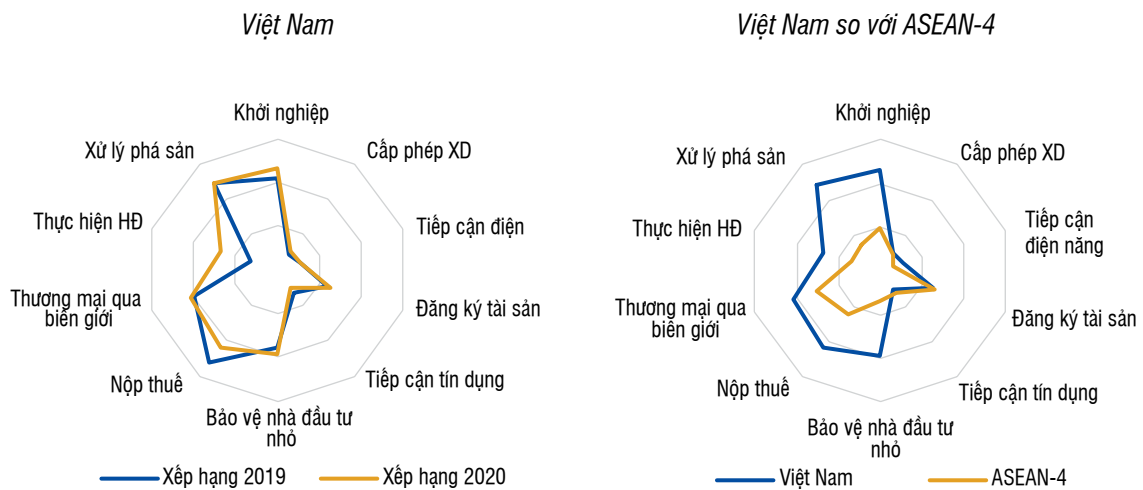 Việt Nam
Khởi nghiệp
Xử lý phá sản
Cấp phép XD
Thực hiện HĐ
Tiếp cận điện
Thương mại qua
biên giới
Đăng ký tài sản
Nộp thuế
Tiếp cận tín dụng
Bảo vệ nhà đầu tư
nhỏ
Xếp hạng 2019
Xếp hạng 2020
Việt Nam so với ASEAN-4
Khởi nghiệp
Xử lý phá sản
Cấp phép XD
Thực hiện HĐ
Tiếp cận
điện năng
Thương mại qua
biên giới
Đăng ký tài sản
Nộp thuế
Tiếp cận tín dụng
Bảo vệ nhà đầu tư
nhỏ
Việt Nam
ASEAN-4